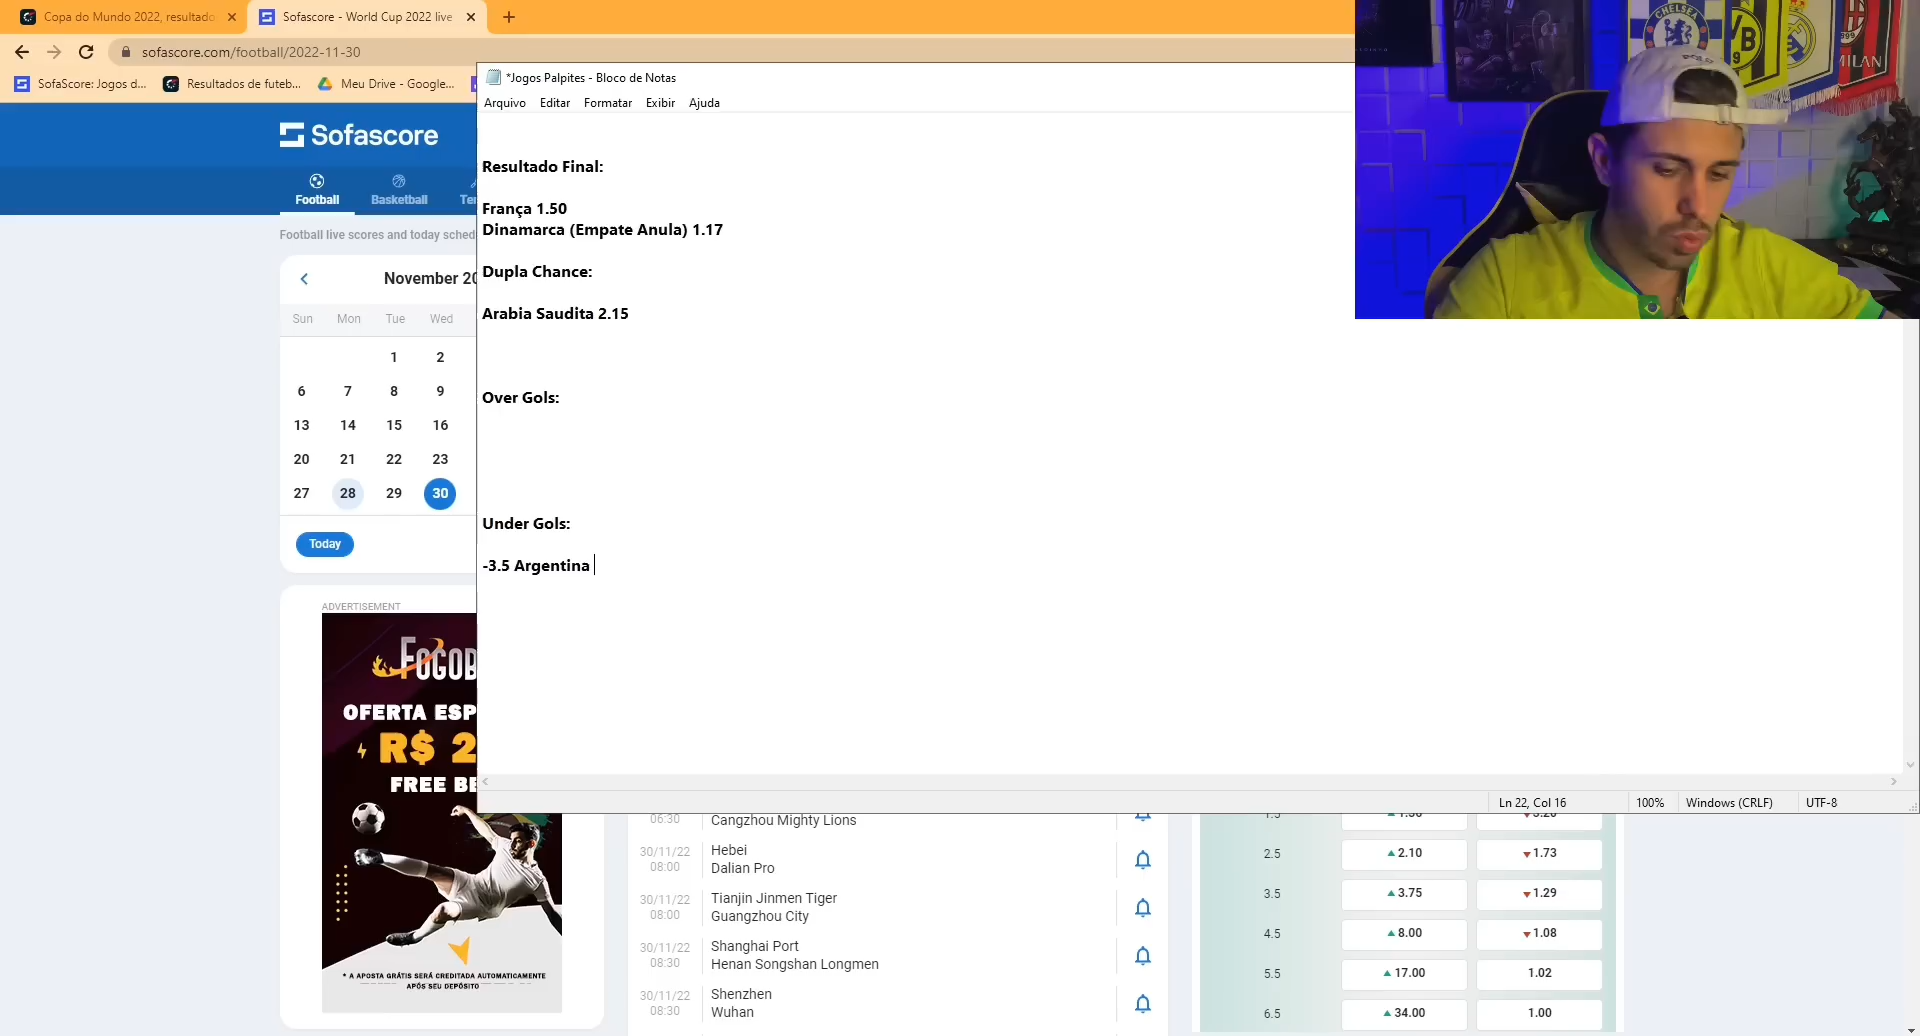 Copa do Mundo 2022, resultado
Sofascore - World Cup 2022 live
sofascore.com/football/2022-11-30
SofaScore: Jogos d...
Resultados de futeb...
Meu Drive - Google...
*Jogos Palpites - Bloco de Notas
Arquivo Editar Formatar Exibir Ajuda
Sofascore
Football
Basketball
Te
Football live scores and today sched
November 20
Sun Mon Tue Wed
1 2
6 7 8 9
13 14 15 16
20 21 22 23
27 28 29 30
Today
Resultado Final:
França 1.50
Dinamarca (Empate Anula) 1.17
Dupla Chance:
Arabia Saudita 2.15
Over Gols:
Under Gols:
-3.5 Argentina
Ln 22, Col 16
100%
Windows (CRLF)
UTF-8
ADVERTISEMENT
FOGOB
OFERTA ESP
R$ 2
FREE BE
* A APOSTA GRÁTIS SERÁ CREDITADA AUTOMATICAMENTE
APÓS SEU DEPÓSITO
06:30
Cangzhou Mighty Lions
30/11/22
08:00
Hebei
Dalian Pro
30/11/22
08:00
Tianjin Jinmen Tiger
Guangzhou City
30/11/22
08:30
Shanghai Port
Henan Songshan Longmen
30/11/22
08:30
Shenzhen
Wuhan
2.5 2.10 1.73
3.5 3.75 1.29
4.5 8.00 1.08
5.5 17.00 1.02
6.5 34.00 1.00
CHELSEA
MILAN